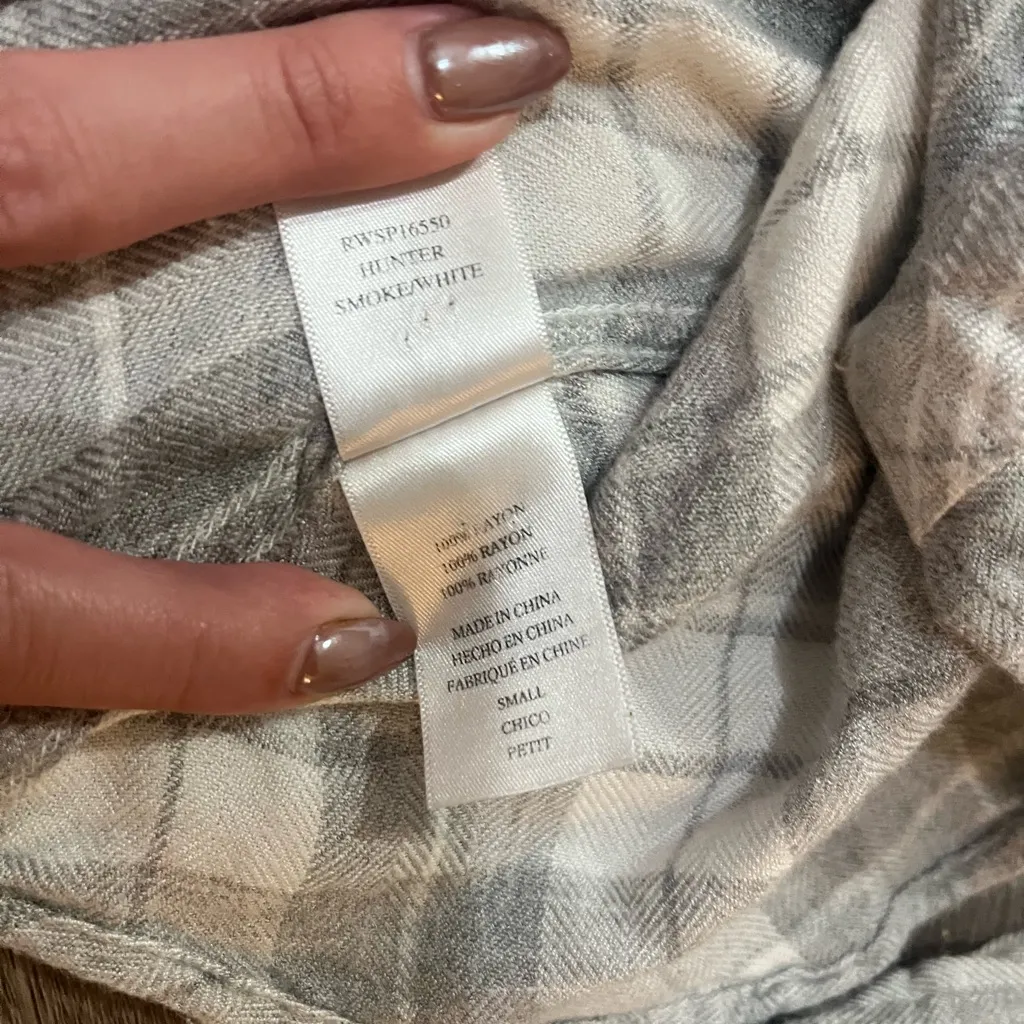 RWSP16550
HUNTER
SMOKE/WHITE
100% RAYON
100% RAYON
100% RAYONNE
MADE IN CHINA
HECHO EN CHINA
FABRIQUÉ EN CHINE
SMALL
CHICO
PETIT